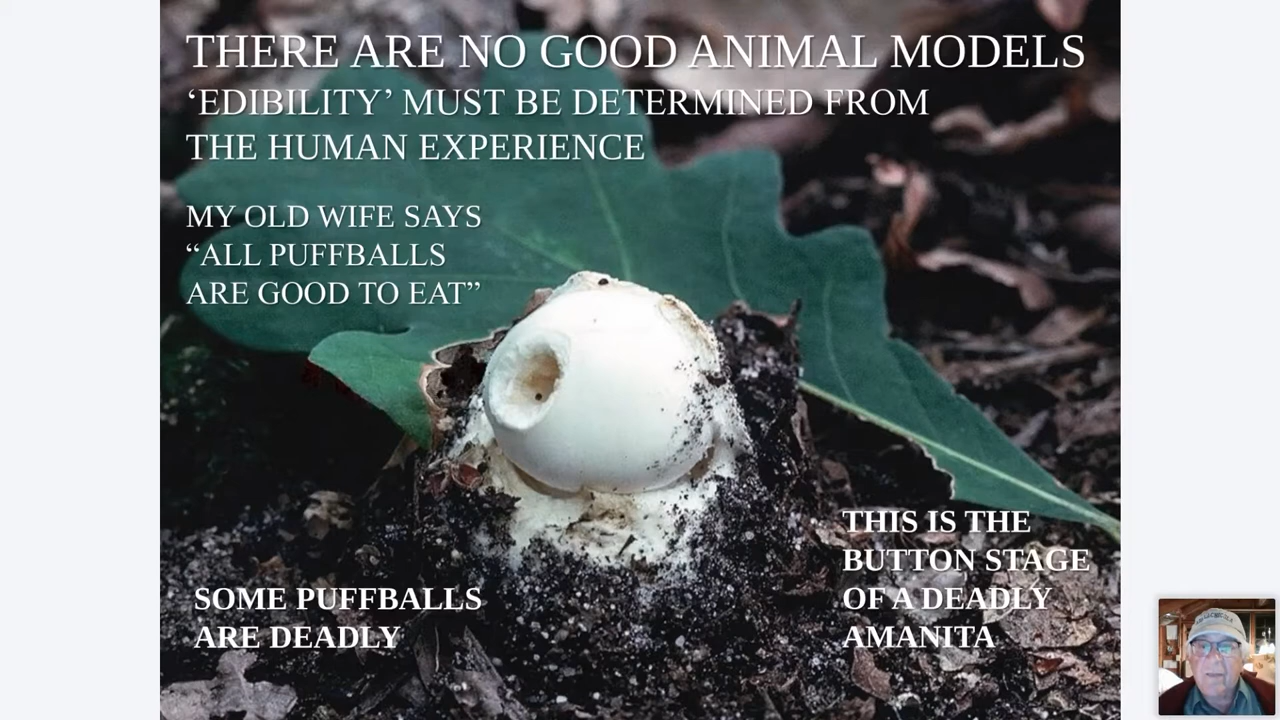 THERE ARE NO GOOD ANIMAL MODELS
‘EDIBILITY’ MUST BE DETERMINED FROM
THE HUMAN EXPERIENCE
MY OLD WIFE SAYS
“ALL PUFFBALLS
ARE GOOD TO EAT”
SOME PUFFBALLS
ARE DEADLY
THIS IS THE
BUTTON STAGE
OF A DEADLY
AMANITA